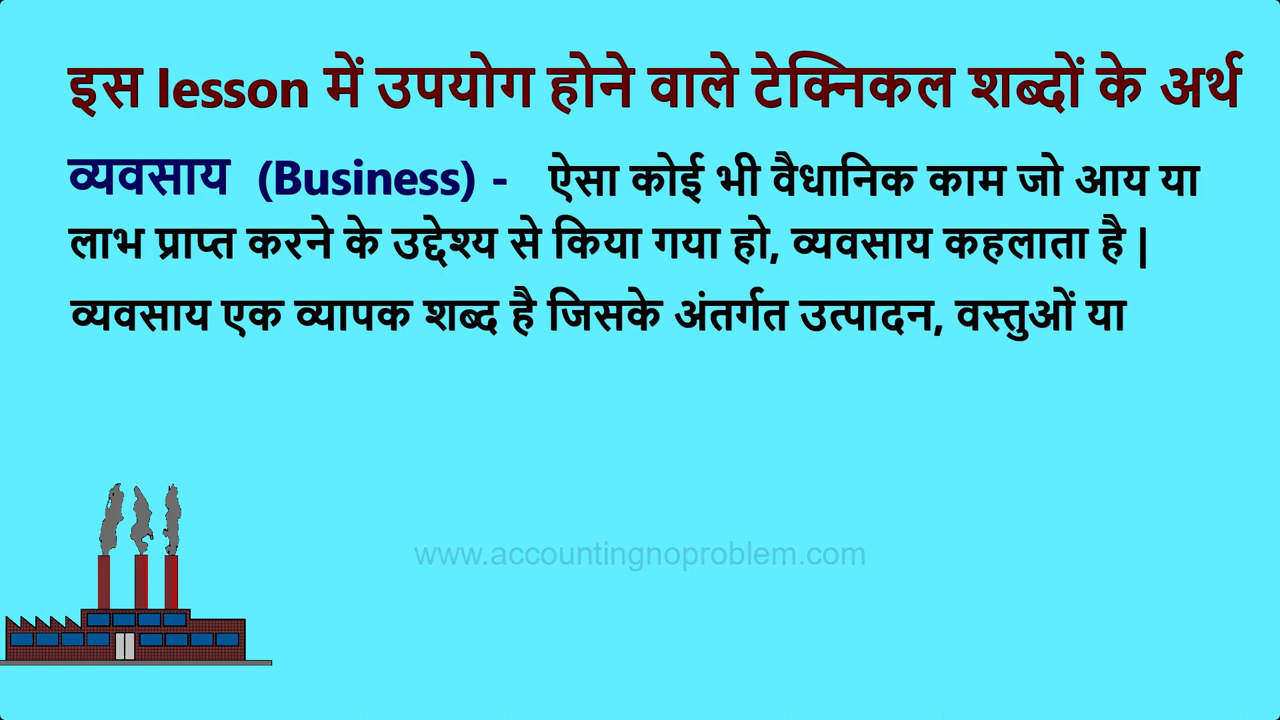 इस lesson में उपयोग होने वाले टेक्निकल शब्दों के अर्थ
व्यवसाय (Business) - ऐसा कोई भी वैधानिक काम जो आय या
लाभ प्राप्त करने के उद्देश्य से किया गया हो, व्यवसाय कहलाता है |
व्यवसाय एक व्यापक शब्द है जिसके अंतर्गत उत्पादन, वस्तुओं या
www.accountingnoproblem.com